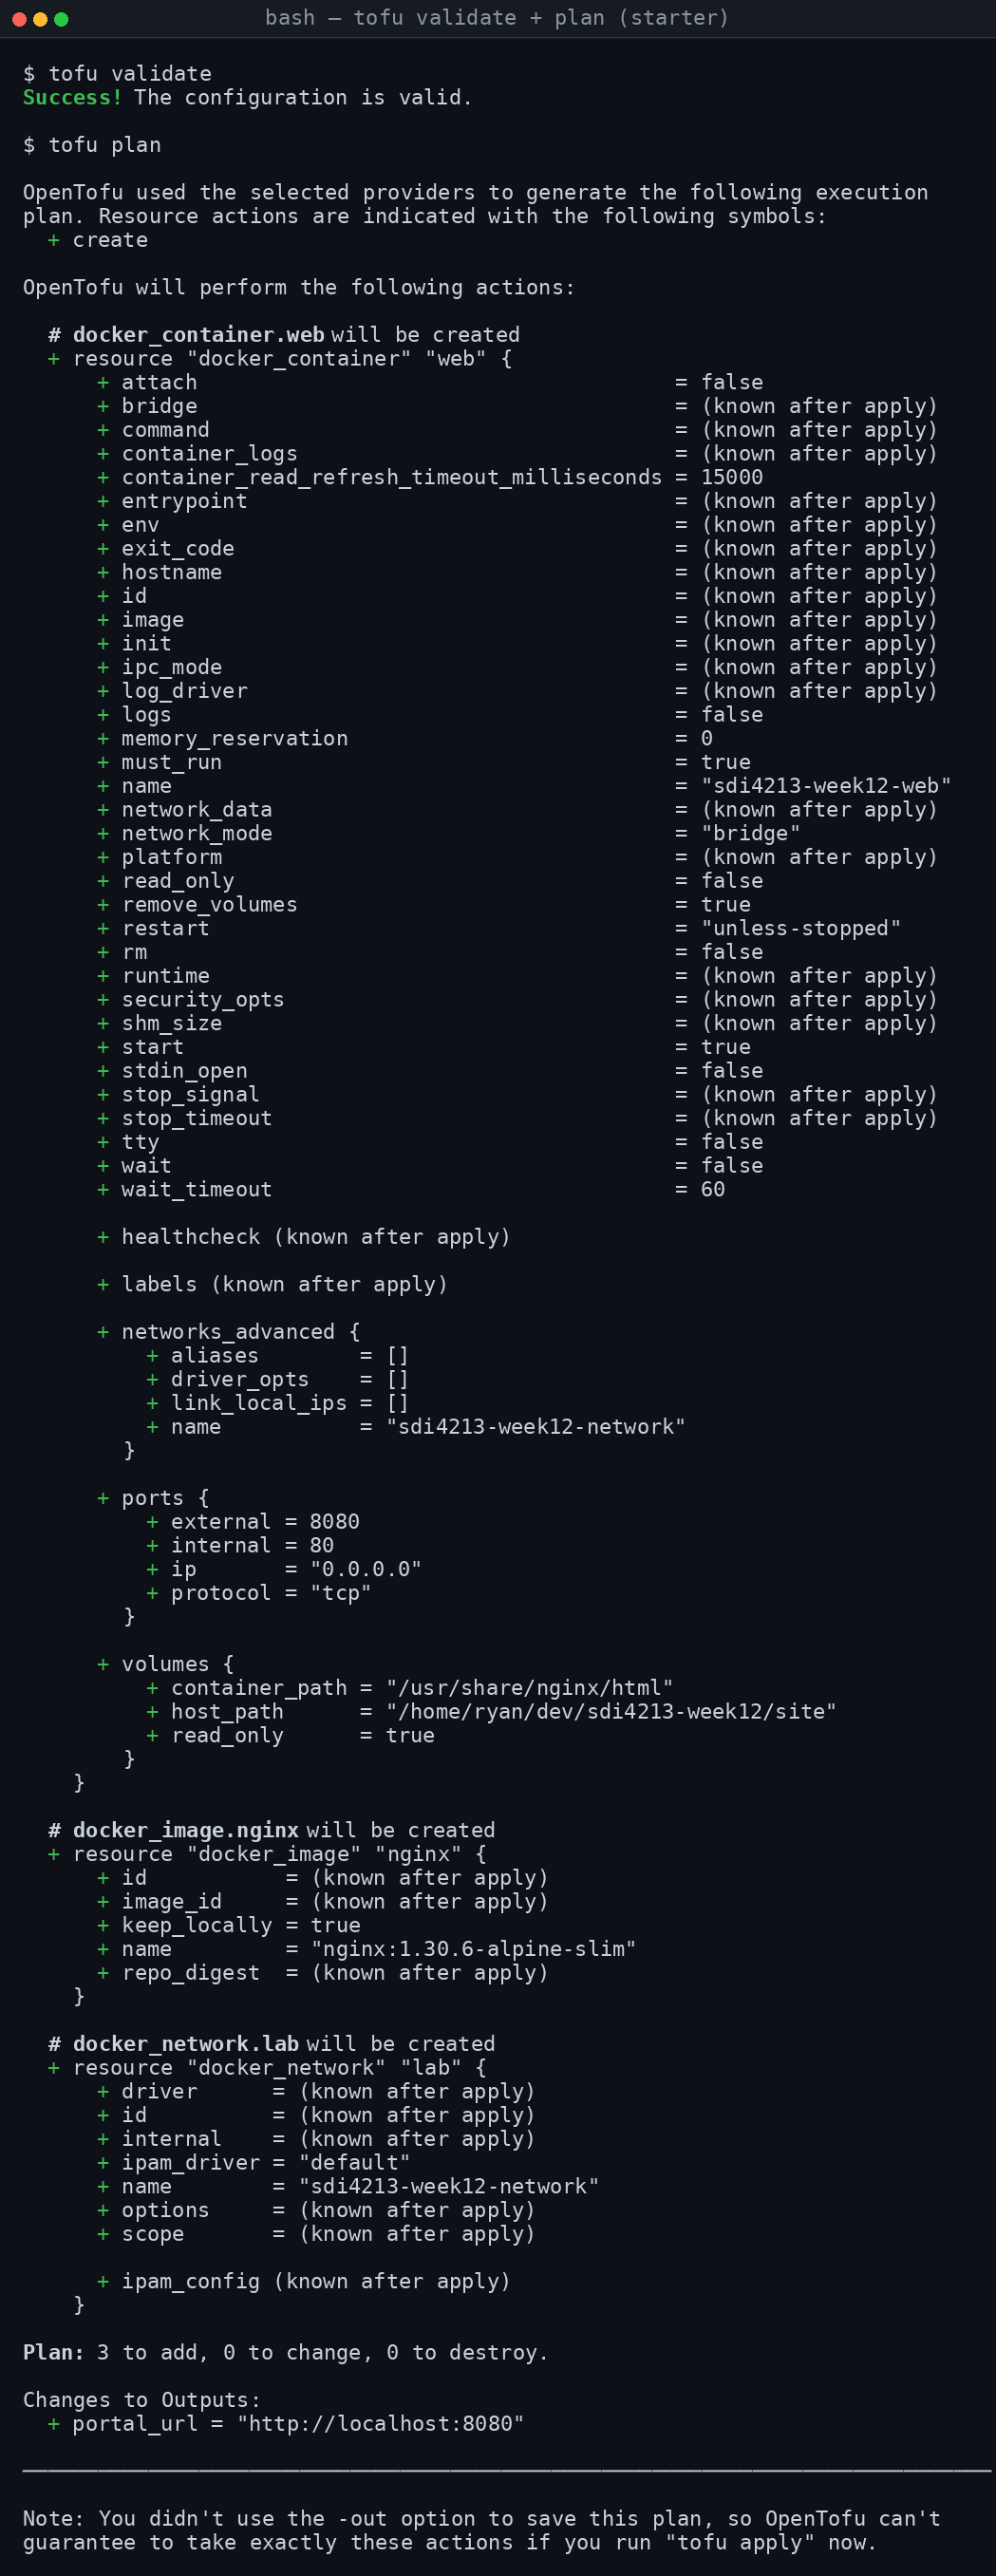 bash — tofu validate + plan (starter)
$ tofu validate
Success! The configuration is valid.
$ tofu plan
OpenTofu used the selected providers to generate the following execution
plan. Resource actions are indicated with the following symbols:
  + create
OpenTofu will perform the following actions:
  # docker_container.web will be created
  + resource "docker_container" "web" {
      + attach                                      = false
      + bridge                                      = (known after apply)
      + command                                     = (known after apply)
      + container_logs                              = (known after apply)
      + container_read_refresh_timeout_milliseconds = 15000
      + entrypoint                                  = (known after apply)
      + env                                         = (known after apply)
      + exit_code                                   = (known after apply)
      + hostname                                    = (known after apply)
      + id                                          = (known after apply)
      + image                                       = (known after apply)
      + init                                        = (known after apply)
      + ipc_mode                                    = (known after apply)
      + log_driver                                  = (known after apply)
      + logs                                        = false
      + memory_reservation                          = 0
      + must_run                                    = true
      + name                                        = "sdi4213-week12-web"
      + network_data                                = (known after apply)
      + network_mode                                = "bridge"
      + platform                                    = (known after apply)
      + read_only                                   = false
      + remove_volumes                              = true
      + restart                                     = "unless-stopped"
      + rm                                          = false
      + runtime                                     = (known after apply)
      + security_opts                               = (known after apply)
      + shm_size                                    = (known after apply)
      + start                                       = true
      + stdin_open                                  = false
      + stop_signal                                 = (known after apply)
      + stop_timeout                                = (known after apply)
      + tty                                         = false
      + wait                                        = false
      + wait_timeout                                = 60
      + healthcheck (known after apply)
      + labels (known after apply)
      + networks_advanced {
          + aliases        = []
          + driver_opts    = []
          + link_local_ips = []
          + name           = "sdi4213-week12-network"
        }
      + ports {
          + external = 8080
          + internal = 80
          + ip       = "0.0.0.0"
          + protocol = "tcp"
        }
      + volumes {
          + container_path = "/usr/share/nginx/html"
          + host_path      = "/home/ryan/dev/sdi4213-week12/site"
          + read_only      = true
        }
    }
  # docker_image.nginx will be created
  + resource "docker_image" "nginx" {
      + id           = (known after apply)
      + image_id     = (known after apply)
      + keep_locally = true
      + name         = "nginx:1.30.6-alpine-slim"
      + repo_digest  = (known after apply)
    }
  # docker_network.lab will be created
  + resource "docker_network" "lab" {
      + driver      = (known after apply)
      + id          = (known after apply)
      + internal    = (known after apply)
      + ipam_driver = "default"
      + name        = "sdi4213-week12-network"
      + options     = (known after apply)
      + scope       = (known after apply)
      + ipam_config (known after apply)
    }
Plan: 3 to add, 0 to change, 0 to destroy.
Changes to Outputs:
  + portal_url = "http://localhost:8080"
Note: You didn't use the -out option to save this plan, so OpenTofu can't
guarantee to take exactly these actions if you run "tofu apply" now.